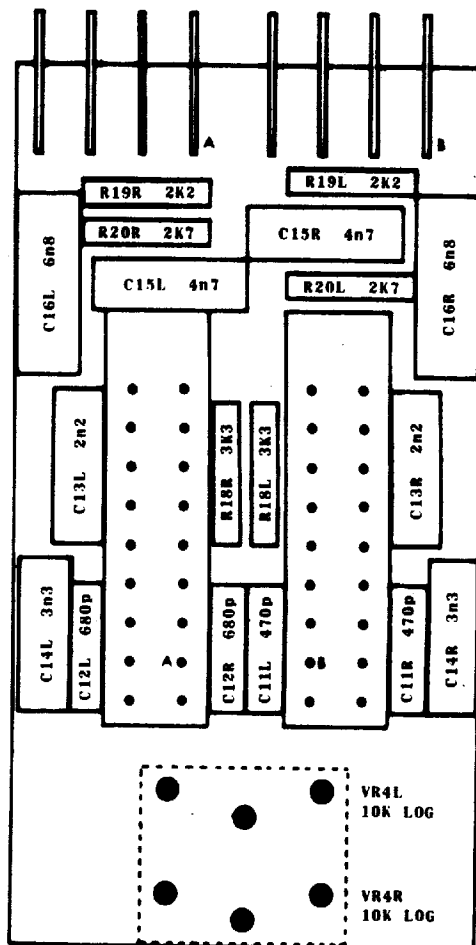 A
B
R19R 2K2
R19L 2K2
R20R 2K7
C15R 4n7
C16L 6n8
C16R 6n8
C15L 4n7
R20L 2K7
C13L 2n2
R18R 3K3
R18L 3K3
C13R 2n2
C14L 3n3
C12L 680p
A
C12R 680p
C11L 470p
B
C11R 470p
C14R 3n3
VR4L
10K LOG
VR4R
10K LOG